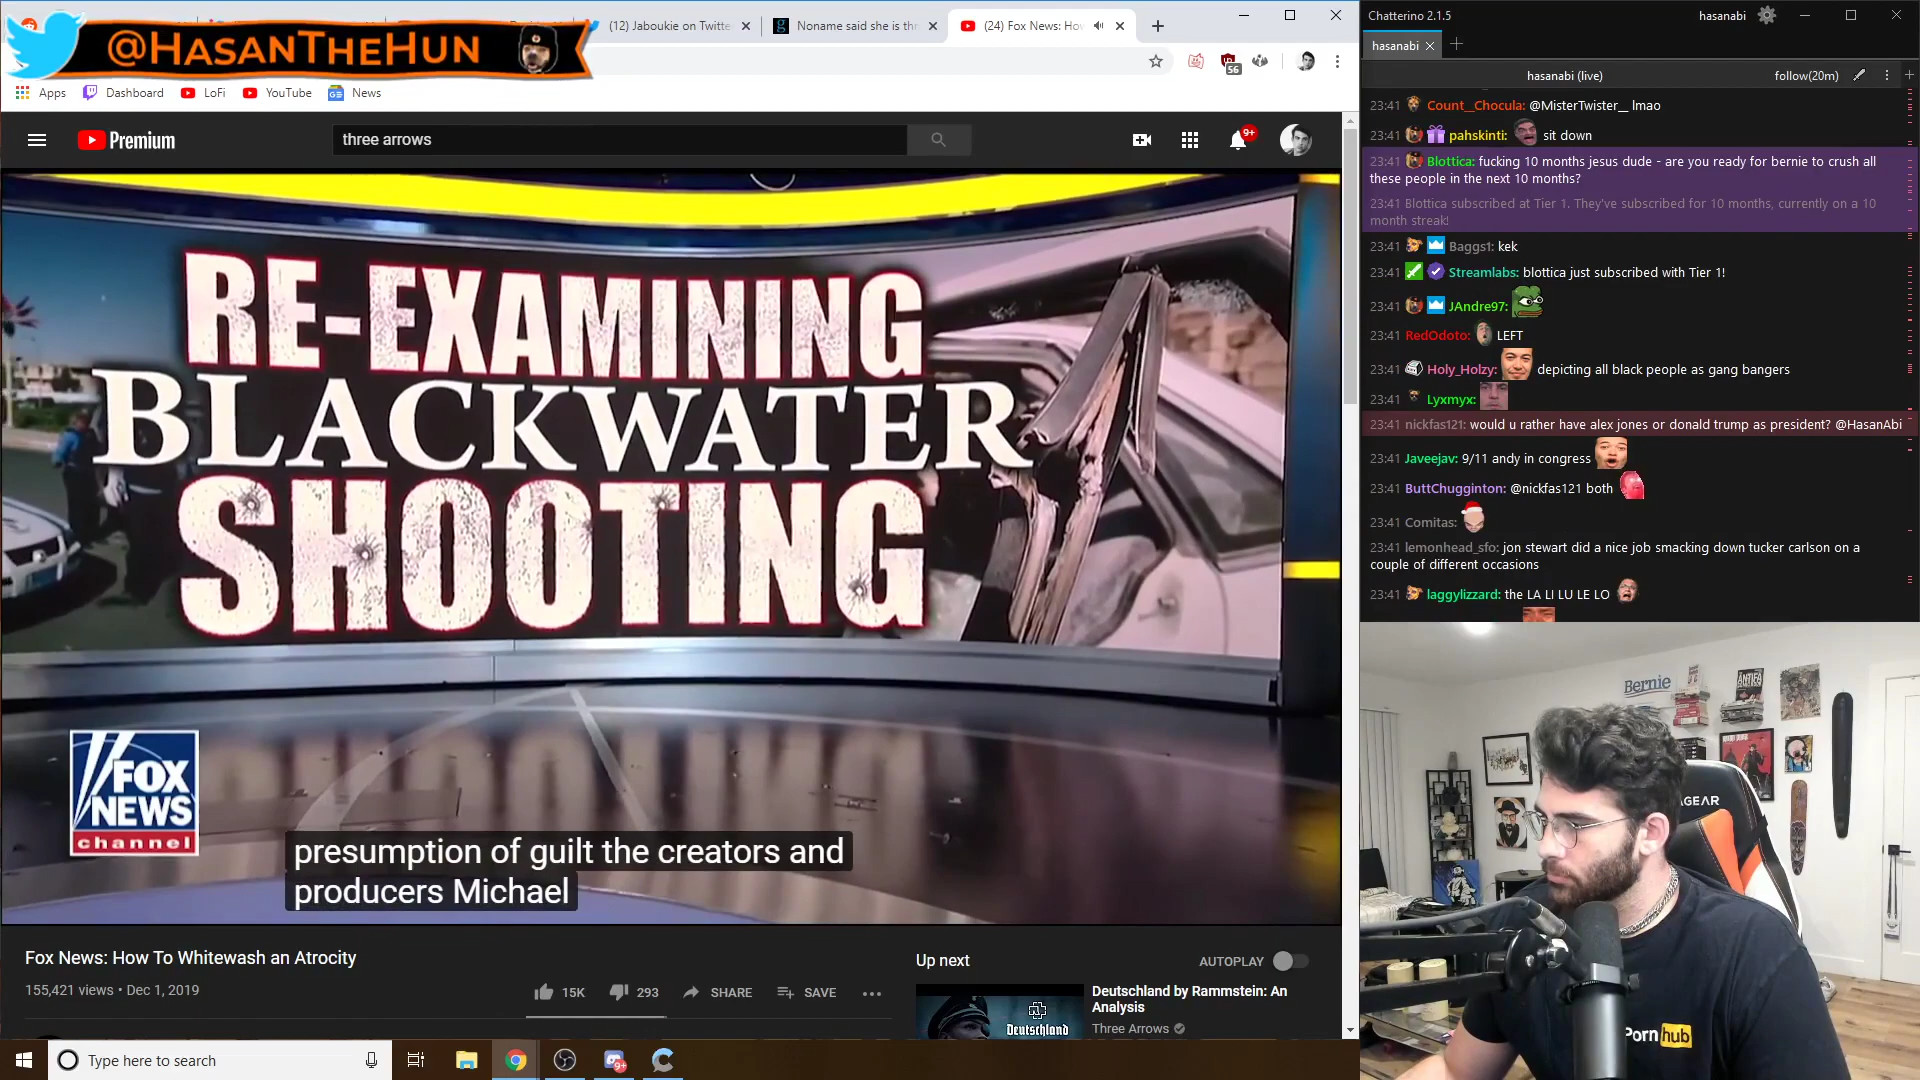 @HASANTHEHUN
(12) Jaboukie on Twitte
Noname said she is thr
(24) Fox News: How
56
Apps
Dashboard
LoFi
YouTube
News
Premium
three arrows
9+
RE-EXAMINING
BLACKWATER
SHOOTING
FOX
NEWS
channel
presumption of guilt the creators and
producers Michael
Fox News: How To Whitewash an Atrocity
155,421 views • Dec 1, 2019
15K
293
SHARE
SAVE
Up next
AUTOPLAY
Deutschland by Rammstein: An
Analysis
Three Arrows
Deutschland
Type here to search
Chatterino 2.1.5
hasanabi
hasanabi
hasanabi (live)
follow(20m)
23:41 Count__Chocula: @MisterTwister__ lmao
23:41 pahskinti: sit down
23:41 Blottica: fucking 10 months jesus dude - are you ready for bernie to crush all
these people in the next 10 months?
23:41 Blottica subscribed at Tier 1. They've subscribed for 10 months, currently on a 10
month streak!
23:41 Baggs1: kek
23:41 Streamlabs: blottica just subscribed with Tier 1!
23:41 JAndre97:
23:41 RedOdoto: LEFT
23:41 Holy_Holzy: depicting all black people as gang bangers
23:41 Lyxmyx:
23:41 nickfas121: would u rather have alex jones or donald trump as president? @HasanAbi
23:41 Javeejav: 9/11 andy in congress
23:41 ButtChugginton: @nickfas121 both
23:41 Comitas:
23:41 lemonhead_sfo: jon stewart did a nice job smacking down tucker carlson on a
couple of different occasions
23:41 laggylizzard: the LA LI LU LE LO
Bernie
ANTIFA
AGEAR
Porn hub